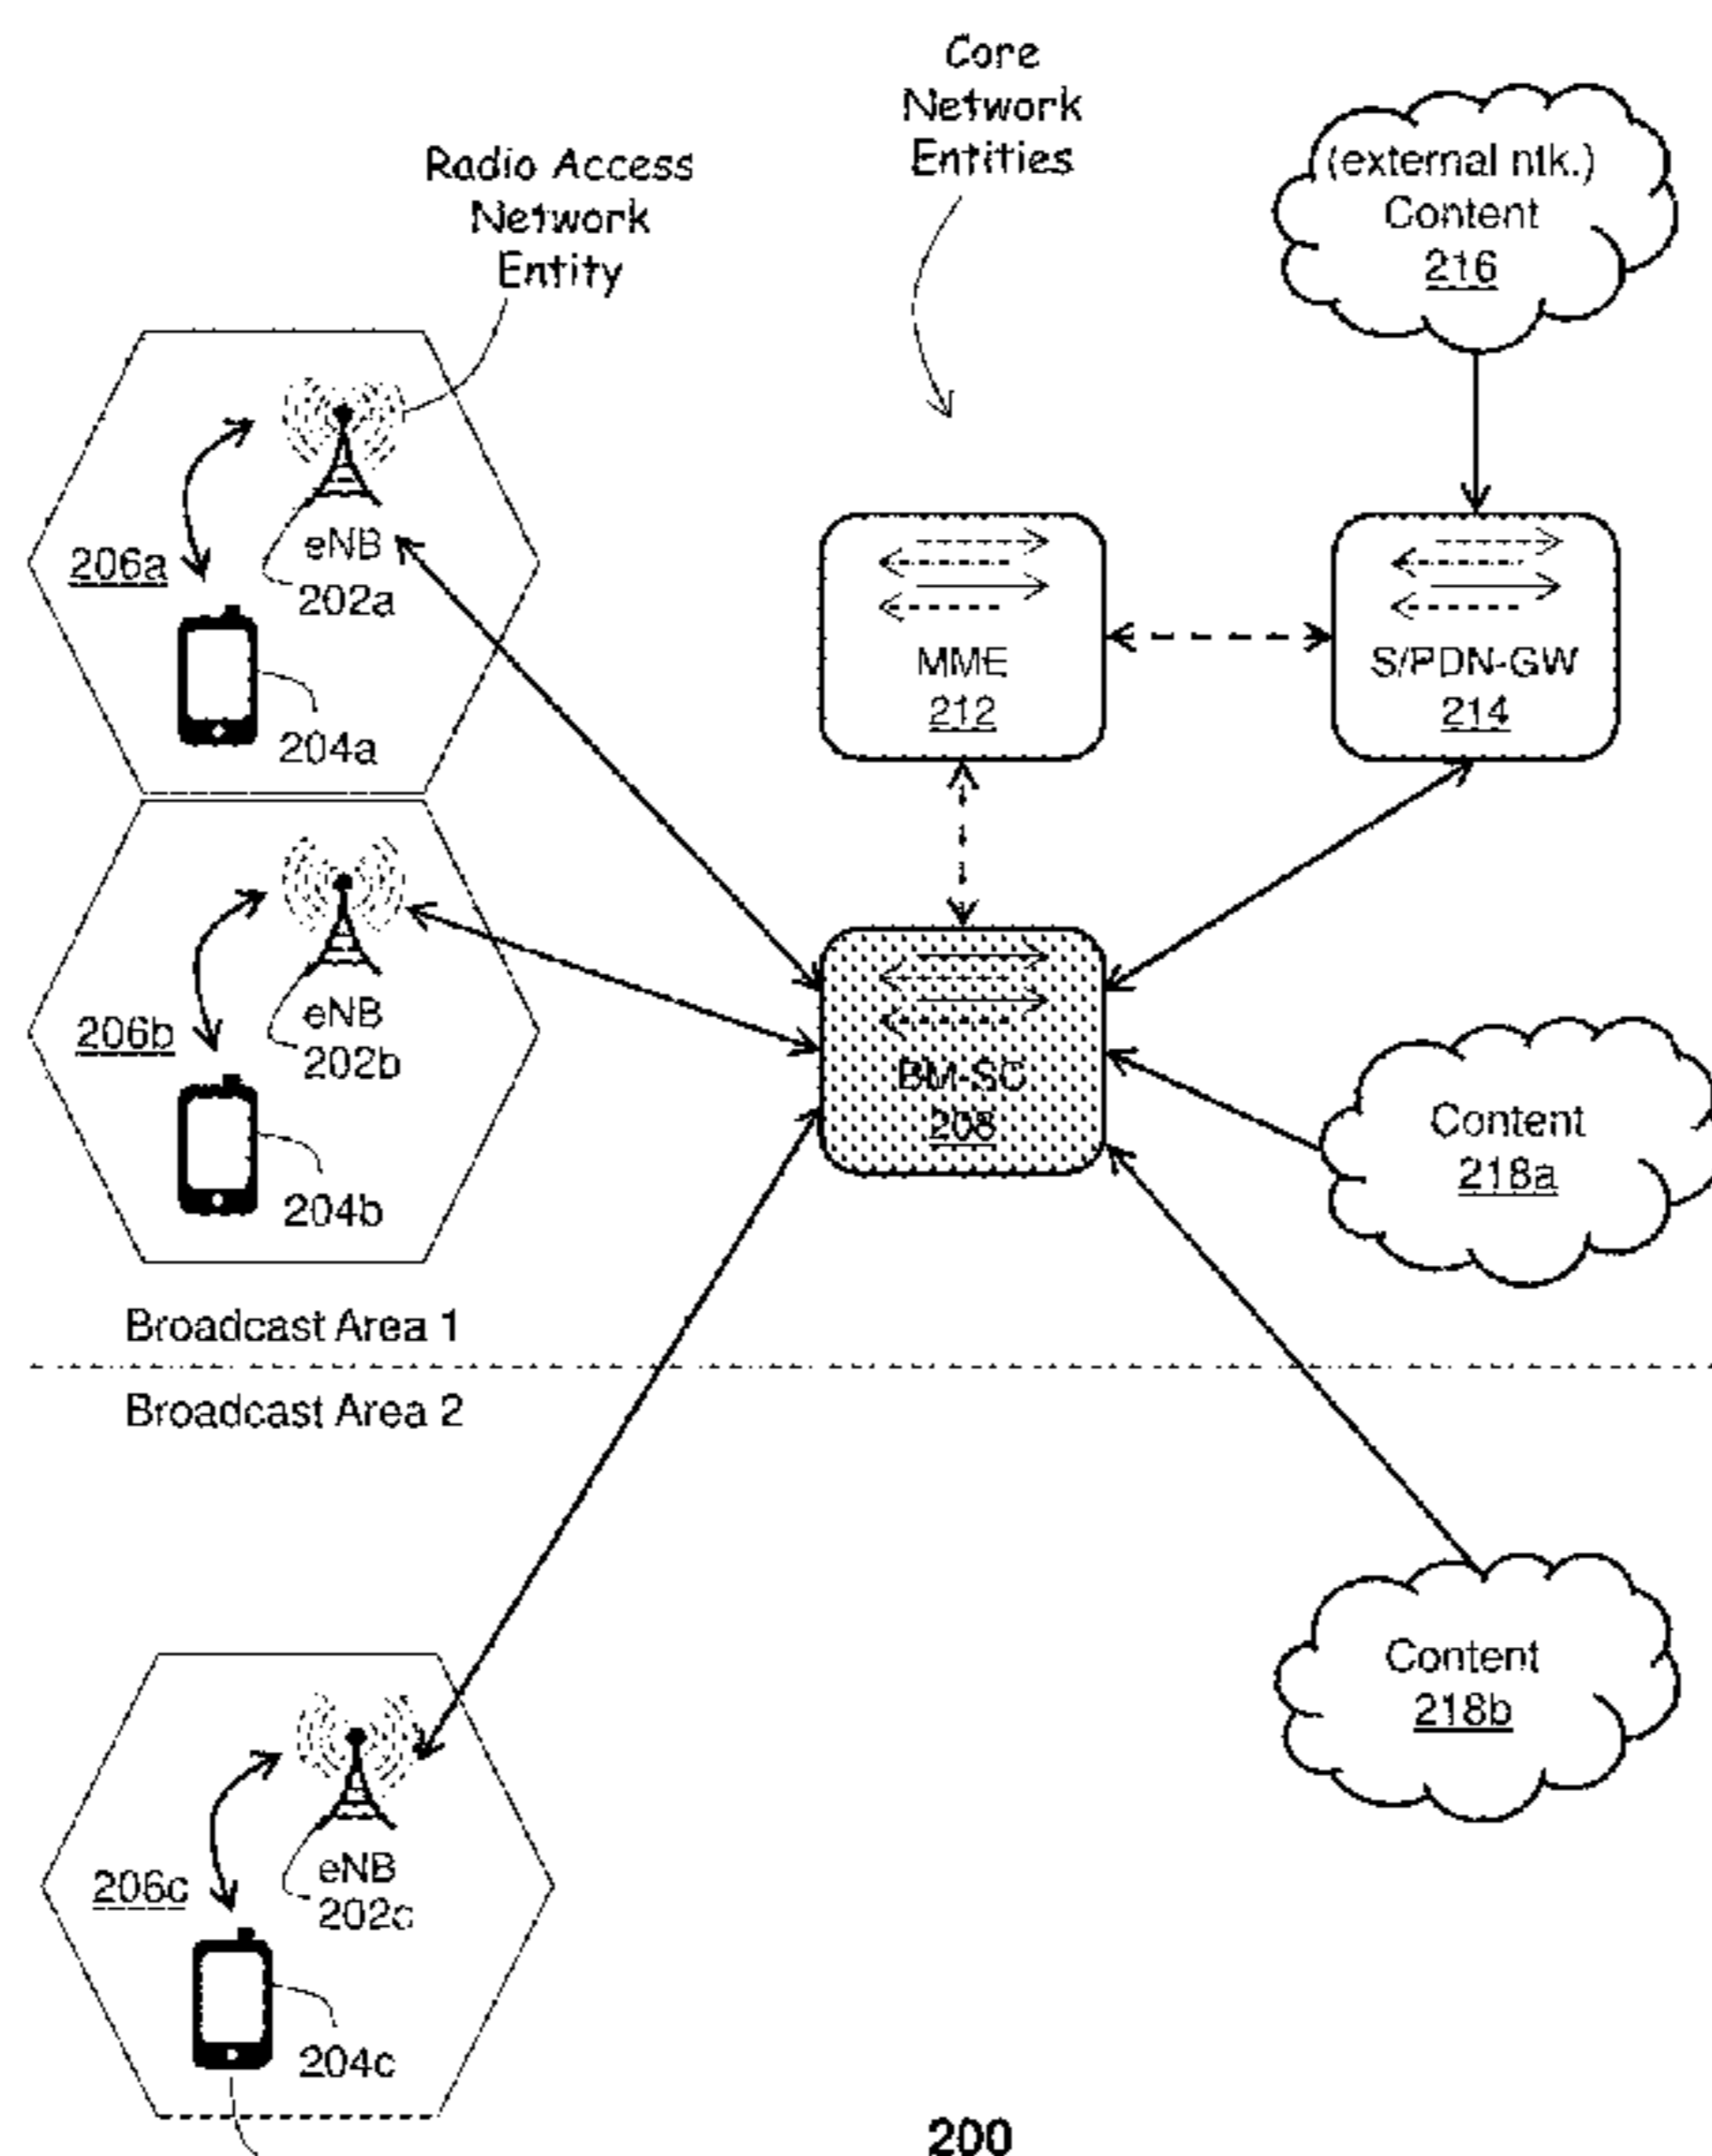 Core
Network
Entities
Radio Access
Network
Entity
(external ntk.)
Content
216
eNB
202a
206a
204a
MME
212
S/PDN-GW
214
eNB
202b
206b
204b
BM-SC
208
Content
218a
Broadcast Area 1
Broadcast Area 2
Content
218b
eNB
202c
206c
204c
200